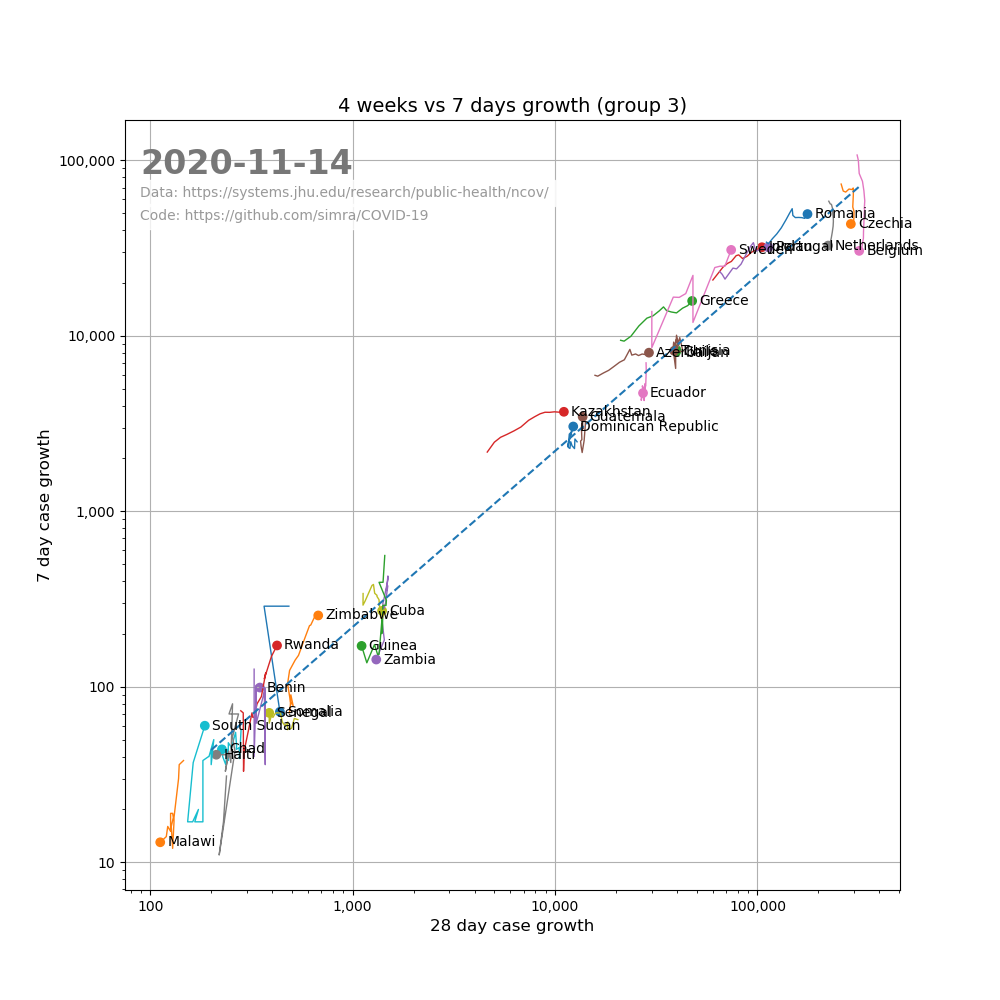 4 weeks vs 7 days growth (group 3)
2020-11-14
Data: https://systems.jhu.edu/research/public-health/ncov/
Code: https://github.com/simra/COVID-19
100,000
10,000
1,000
100
10
7 day case growth
Romania
Czechia
Sweden
Portugal
Netherlands
Belgium
Greece
Tunisia
Azerbaijan
Ecuador
Kazakhstan
Guatemala
Dominican Republic
Cuba
Zimbabwe
Guinea
Rwanda
Zambia
Benin
Senegal
Somalia
South Sudan
Chad
Haiti
Malawi
100
1,000
10,000
100,000
28 day case growth